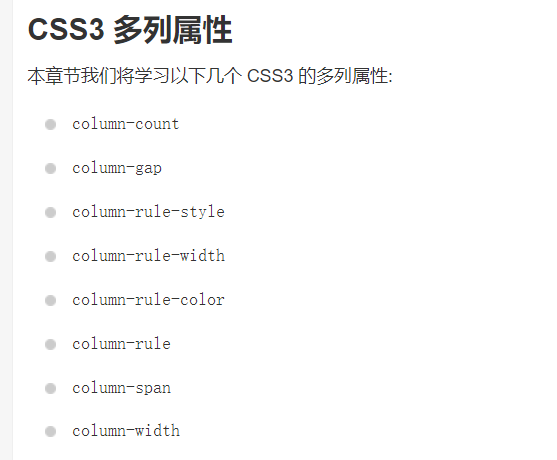 CSS3 多列属性
本章节我们将学习以下几个 CSS3 的多列属性:
column-count
column-gap
column-rule-style
column-rule-width
column-rule-color
column-rule
column-span
column-width